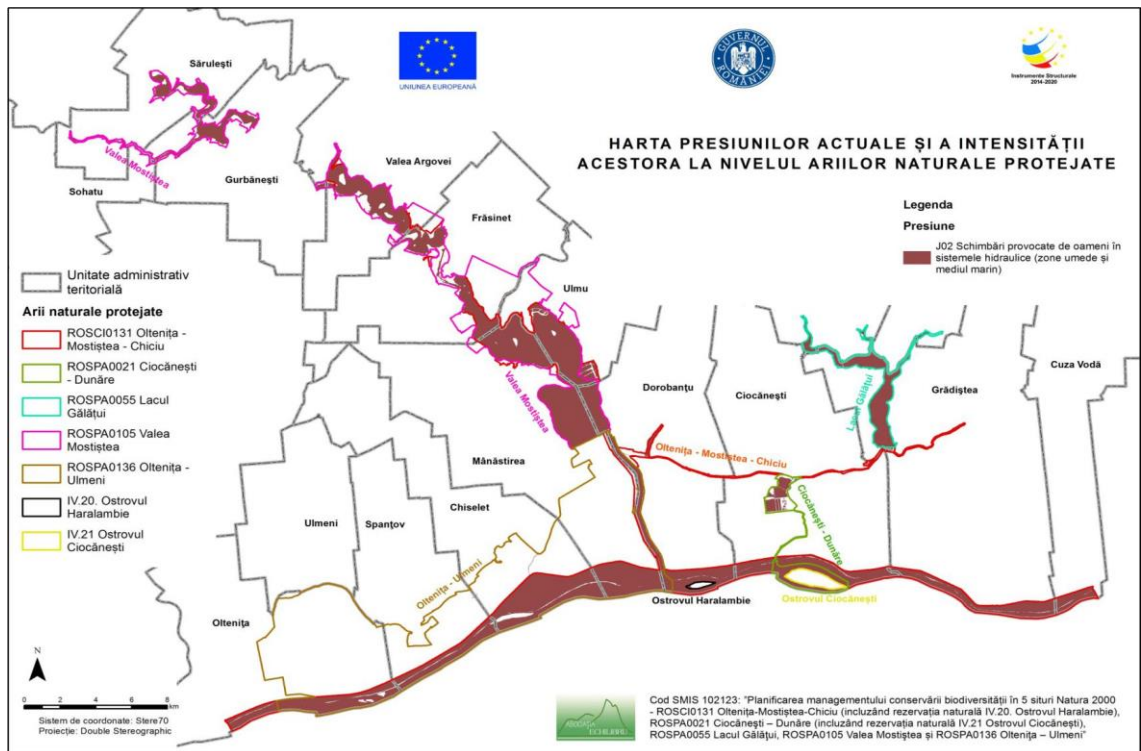 UNIUNEA EUROPEANĂ
GUVERNUL ROMÂNIEI
Instrumente Structurale
2014-2020
HARTA PRESIUNILOR ACTUALE ȘI A INTENSITĂȚII
ACESTORA LA NIVELUL ARIILOR NATURALE PROTEJATE
Legenda
Presiune
J02 Schimbări provocate de oameni în
sistemele hidraulice (zone umede și
mediul marin)
Sărulești
Valea Mostiștea
Sohatu
Gurbănești
Valea Argovei
Frăsinet
Ulmu
Unitate administrativ
teritorială
Arii naturale protejate
ROSCI0131 Oltenița -
Mostiștea - Chiciu
ROSPA0021 Ciocănești
- Dunăre
ROSPA0055 Lacul
Gălățui
ROSPA0105 Valea
Mostiștea
ROSPA0136 Oltenița -
Ulmeni
IV.20. Ostrovul
Haralambie
IV.21 Ostrovul
Ciocănești
Valea Mostiștea
Dorobanțu
Ciocănești
Lacul Gălățui
Grădiștea
Cuza Vodă
Oltenița - Mostiștea - Chiciu
Mănăstirea
Chiselet
Ulmeni
Spanțov
Ciocănești - Dunăre
Oltenița - Ulmeni
Oltenița
Ostrovul Haralambie
Ostrovul Ciocănești
N
0 2 4 6 8
km
Sistem de coordonate: Stere70
Proiecție: Double Stereographic
ASOCIAȚIA
ECHILIBRU
Cod SMIS 102123: "Planificarea managementului conservării biodiversității în 5 situri Natura 2000
- ROSCI0131 Oltenița-Mostiștea-Chiciu (incluzând rezervația naturală IV.20. Ostrovul Haralambie),
ROSPA0021 Ciocănești – Dunăre (incluzând rezervația naturală IV.21 Ostrovul Ciocănești),
ROSPA0055 Lacul Gălățui, ROSPA0105 Valea Mostiștea și ROSPA0136 Oltenița – Ulmeni"